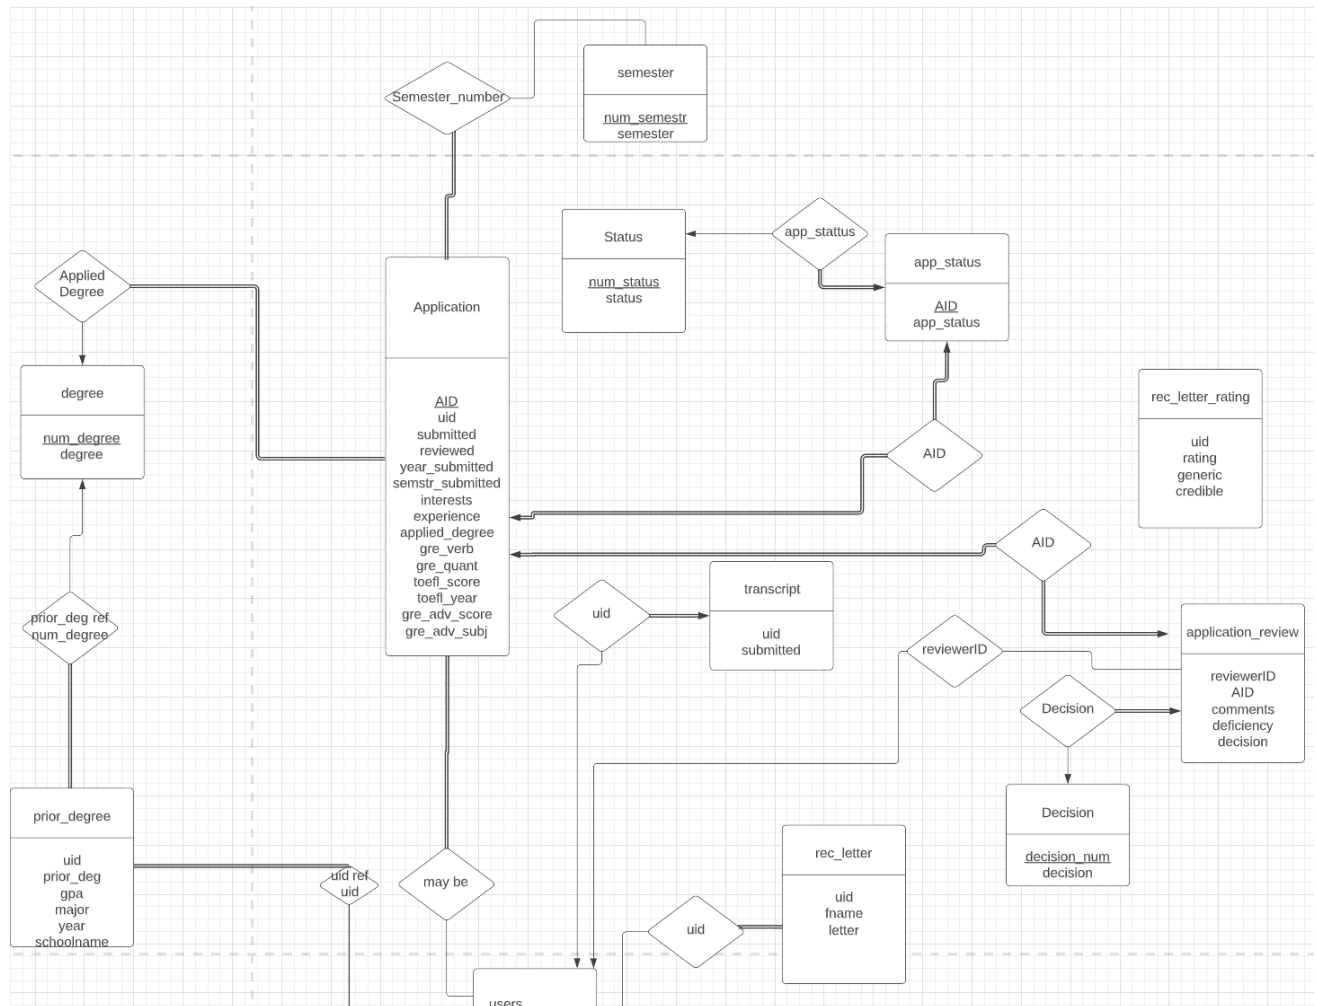 semester
num_semestr
semester
Semester_number
Status
num_status
status
app_stattus
app_status
AID
app_status
Applied
Degree
degree
num_degree
degree
Application
AID
uid
submitted
reviewed
year_submitted
semstr_submitted
interests
experience
applied_degree
gre_verb
gre_quant
toefl_score
toefl_year
gre_adv_score
gre_adv_subj
AID
rec_letter_rating
uid
rating
generic
credible
AID
prior_deg ref
num_degree
uid
transcript
uid
submitted
reviewerID
application_review
reviewerID
AID
comments
deficiency
decision
Decision
Decision
decision_num
decision
prior_degree
uid
prior_deg
gpa
major
year
schoolname
uid ref
uid
may be
rec_letter
uid
fname
letter
uid
users